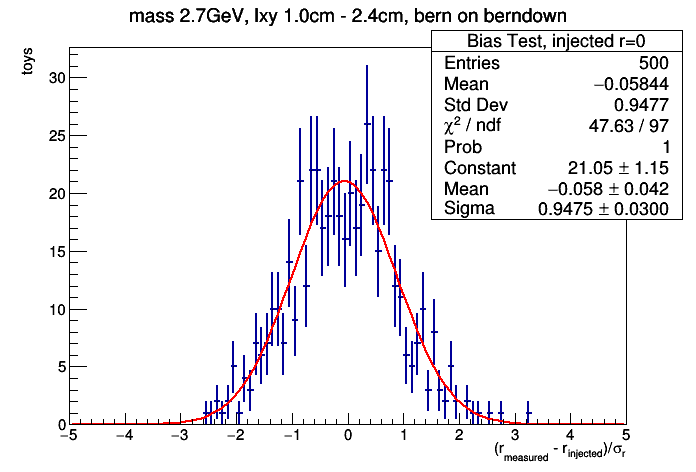 mass 2.7GeV, lxy 1.0cm - 2.4cm, bern on berndown
toys
Bias Test, injected r=0
Entries 500
Mean −0.05844
Std Dev 0.9477
χ² / ndf 47.63 / 97
Prob 1
Constant 21.05 ± 1.15
Mean −0.058 ± 0.042
Sigma 0.9475 ± 0.0300
30
25
20
15
10
5
0
−5 −4 −3 −2 −1 0 1 2 3 4 5
(r_measured - r_injected)/σ_r